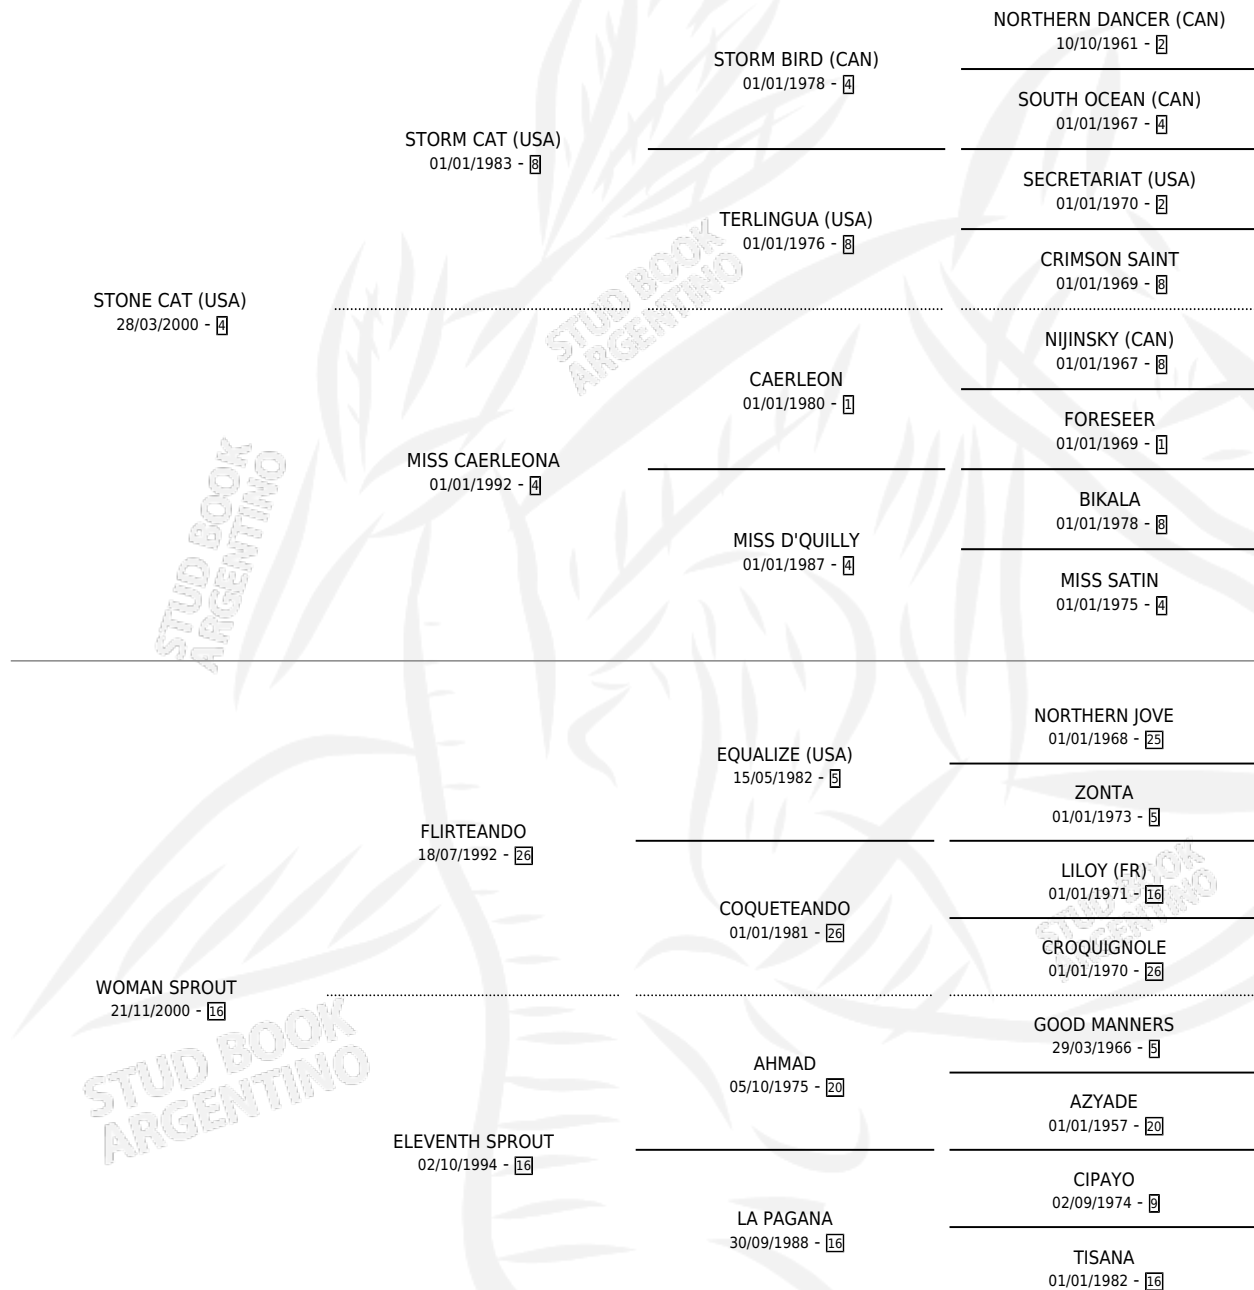 NORTHERN DANCER (CAN)
10/10/1961 - 2
STORM BIRD (CAN)
01/01/1978 - 4
SOUTH OCEAN (CAN)
01/01/1967 - 4
STORM CAT (USA)
01/01/1983 - 8
SECRETARIAT (USA)
01/01/1970 - 2
TERLINGUA (USA)
01/01/1976 - 8
CRIMSON SAINT
01/01/1969 - 8
STONE CAT (USA)
28/03/2000 - 4
STUD BOOK
ARGENTINO
NIJINSKY (CAN)
01/01/1967 - 8
CAERLEON
01/01/1980 - 1
FORESEER
01/01/1969 - 1
MISS CAERLEONA
01/01/1992 - 4
BIKALA
01/01/1978 - 8
MISS D'QUILLY
01/01/1987 - 4
MISS SATIN
01/01/1975 - 4
STUD BOOK
ARGENTINO
NORTHERN JOVE
01/01/1968 - 25
EQUALIZE (USA)
15/05/1982 - 5
ZONTA
01/01/1973 - 5
FLIRTEANDO
18/07/1992 - 26
LILOY (FR)
01/01/1971 - 16
COQUETEANDO
01/01/1981 - 26
STUD BOOK
ARGENTINO
CROQUIGNOLE
01/01/1970 - 26
WOMAN SPROUT
21/11/2000 - 16
GOOD MANNERS
29/03/1966 - 5
STUD BOOK
ARGENTINO
AHMAD
05/10/1975 - 20
AZYADE
01/01/1957 - 20
ELEVENTH SPROUT
02/10/1994 - 16
CIPAYO
02/09/1974 - 9
LA PAGANA
30/09/1988 - 16
TISANA
01/01/1982 - 16